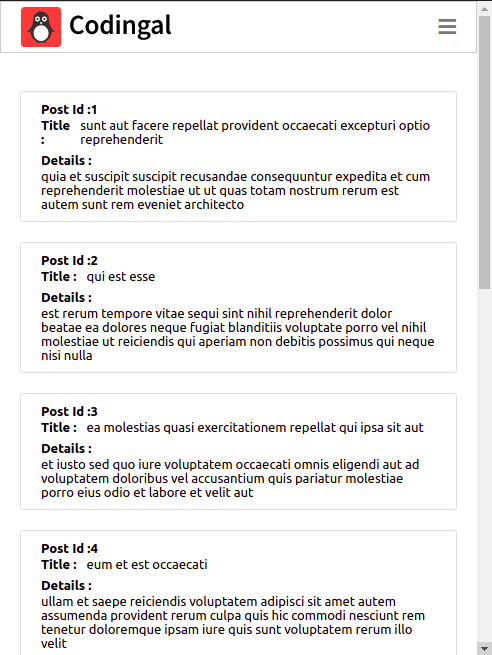 Codingal
Post Id :1
Title : sunt aut facere repellat provident occaecati excepturi optio
reprehenderit
Details :
quia et suscipit suscipit recusandae consequuntur expedita et cum
reprehenderit molestiae ut ut quas totam nostrum rerum est
autem sunt rem eveniet architecto
Post Id :2
Title : qui est esse
Details :
est rerum tempore vitae sequi sint nihil reprehenderit dolor
beatae ea dolores neque fugiat blanditiis voluptate porro vel nihil
molestiae ut reiciendis qui aperiam non debitis possimus qui neque
nisi nulla
Post Id :3
Title : ea molestias quasi exercitationem repellat qui ipsa sit aut
Details :
et iusto sed quo iure voluptatem occaecati omnis eligendi aut ad
voluptatem doloribus vel accusantium quis pariatur molestiae
porro eius odio et labore et velit aut
Post Id :4
Title : eum et est occaecati
Details :
ullam et saepe reiciendis voluptatem adipisci sit amet autem
assumenda provident rerum culpa quis hic commodi nesciunt rem
tenetur doloremque ipsam iure quis sunt voluptatem rerum illo
velit